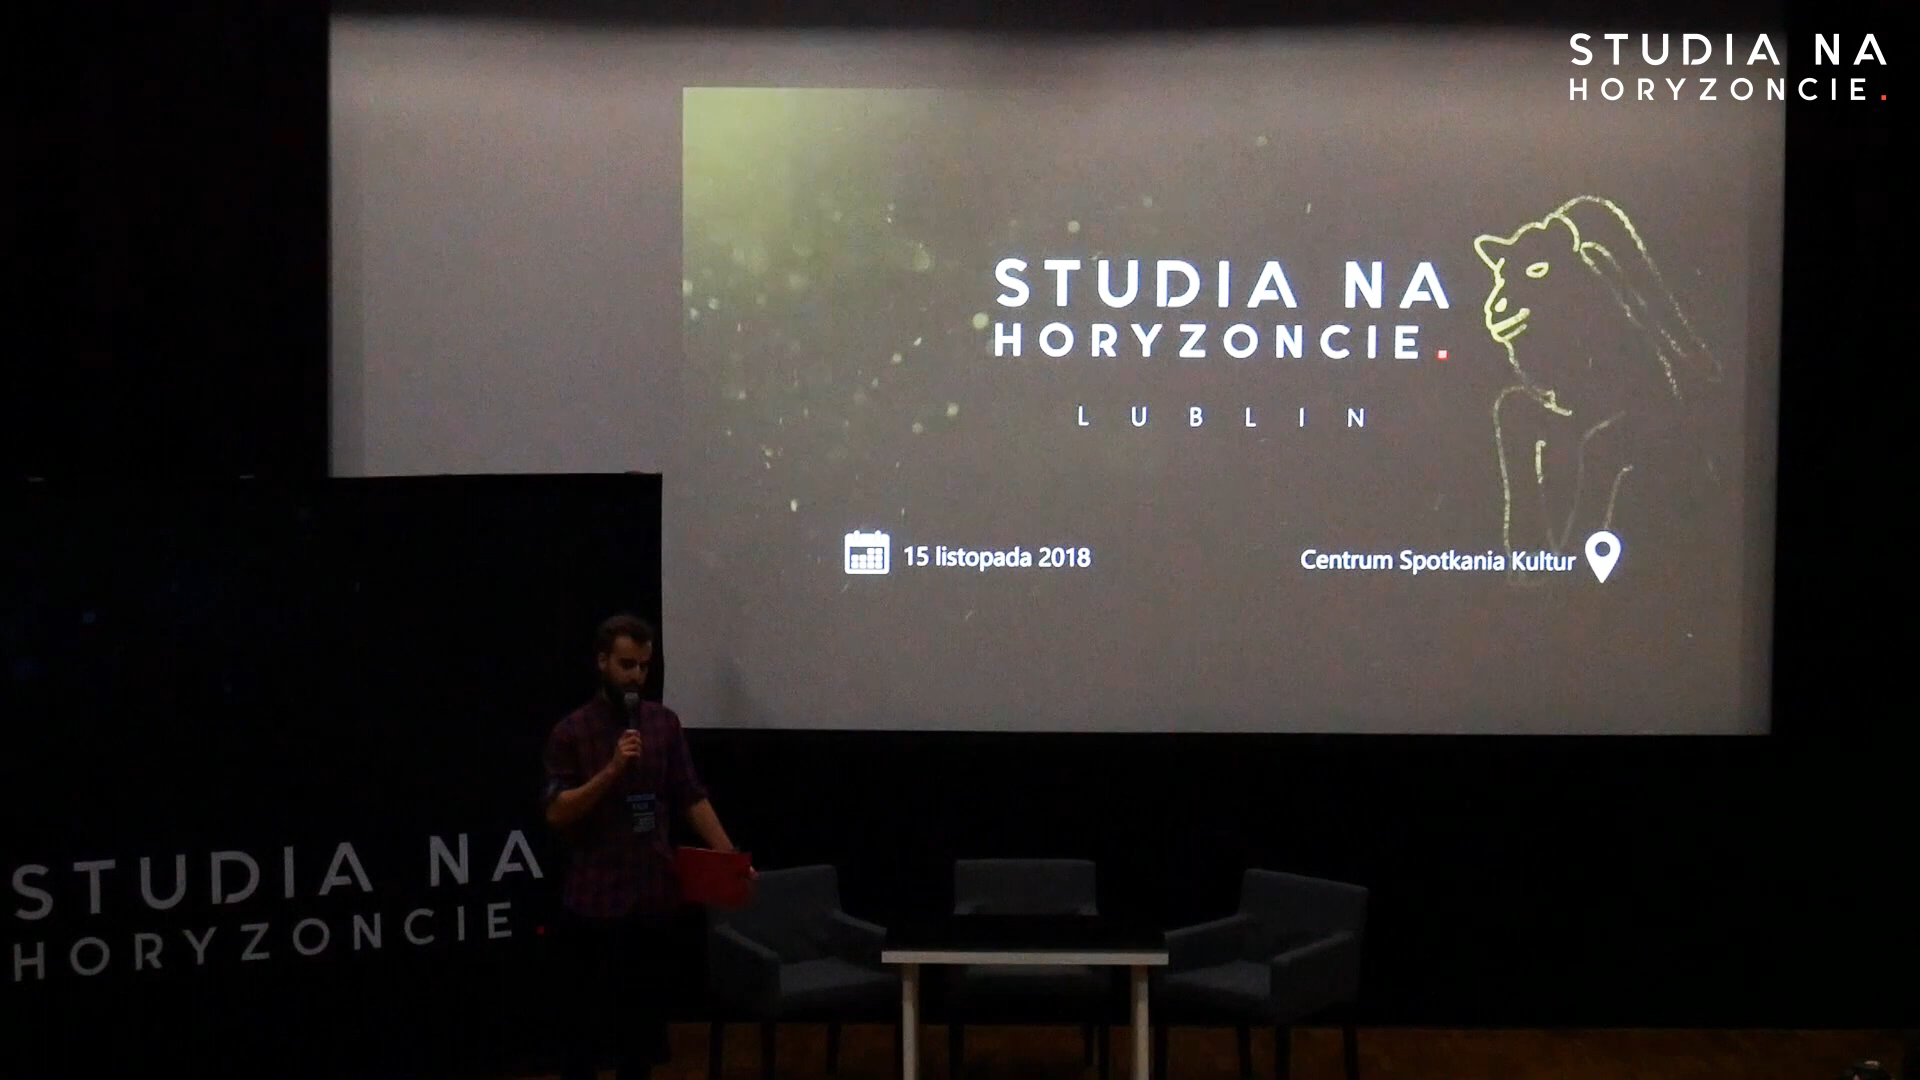 STUDIA NA
HORYZONCIE.
STUDIA NA
HORYZONCIE.
LUBLIN
15 listopada 2018
Centrum Spotkania Kultur
STUDIA NA
HORYZONCIE.